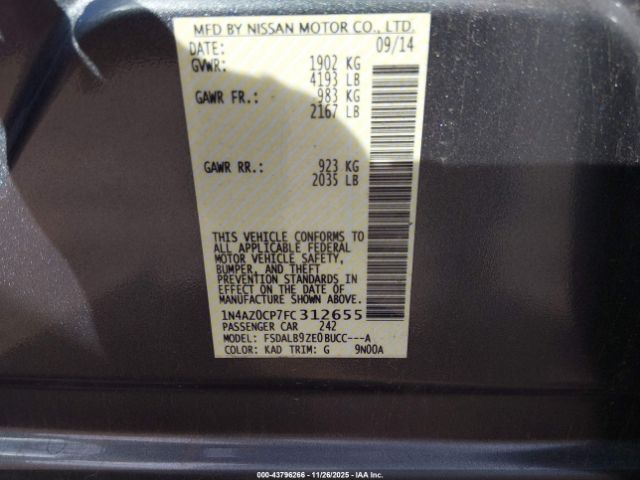 MFD BY NISSAN MOTOR CO., LTD.
DATE: 09/14
GVWR: 1902 KG
4193 LB
GAWR FR.: 983 KG
2167 LB
GAWR RR.: 923 KG
2035 LB
THIS VEHICLE CONFORMS TO
ALL APPLICABLE FEDERAL
MOTOR VEHICLE SAFETY,
BUMPER, AND THEFT
PREVENTION STANDARDS IN
EFFECT ON THE DATE OF
MANUFACTURE SHOWN ABOVE.
1N4AZ0CP7FC312655
PASSENGER CAR 242
MODEL: FSDALB9ZE0BUCC---A
COLOR: KAD TRIM: G 9N00A
000-43796266 - 11/26/2025 - IAA Inc.